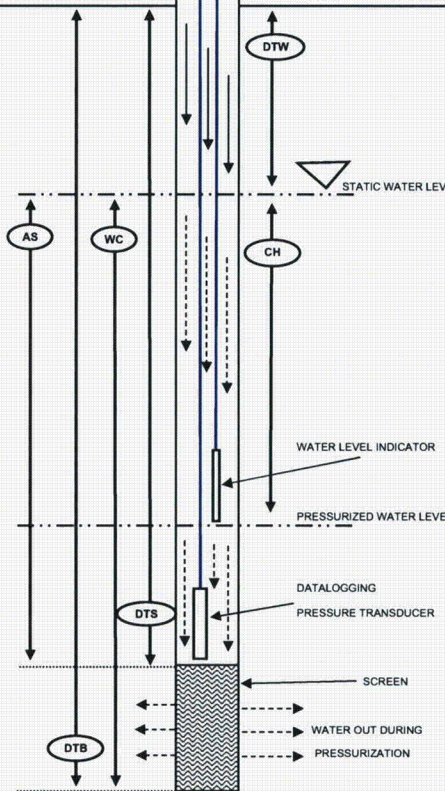 DTW
STATIC WATER LEV
AS
WC
CH
WATER LEVEL INDICATOR
PRESSURIZED WATER LEVE
DATALOGGING
PRESSURE TRANSDUCER
DTS
SCREEN
WATER OUT DURING
PRESSURIZATION
DTB